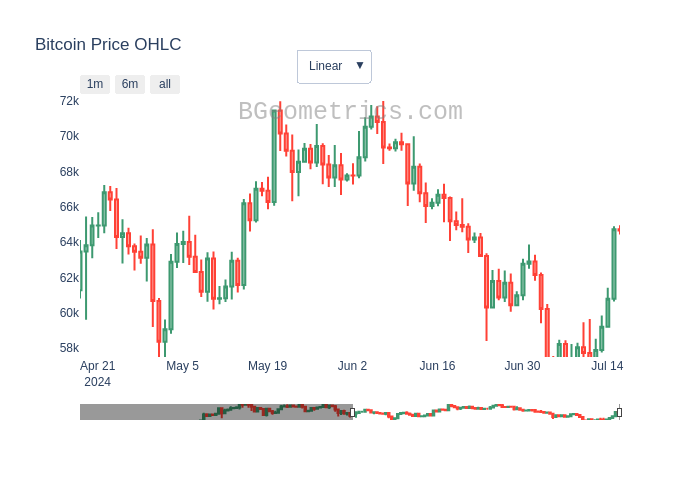 Bitcoin Price OHLC
Linear ▼
1m 6m all
BGeometrics.com
72k
70k
68k
66k
64k
62k
60k
58k
Apr 21 May 5 May 19 Jun 2 Jun 16 Jun 30 Jul 14
2024